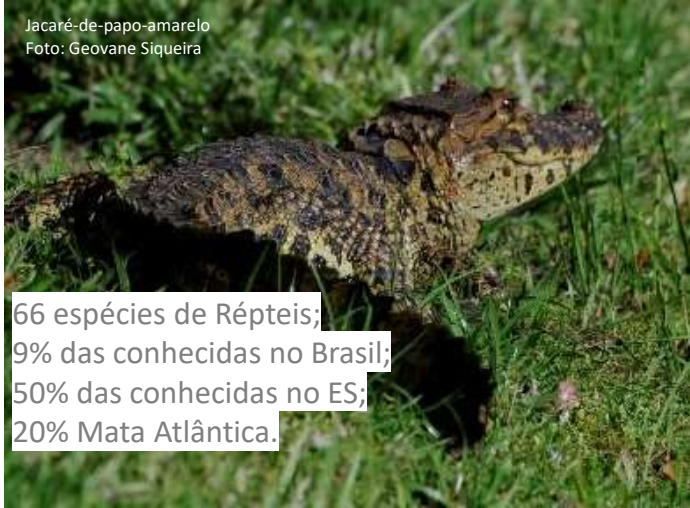 Jacaré-de-papo-amarelo
Foto: Geovane Siqueira
66 espécies de Répteis;
9% das conhecidas no Brasil;
50% das conhecidas no ES;
20% Mata Atlântica.